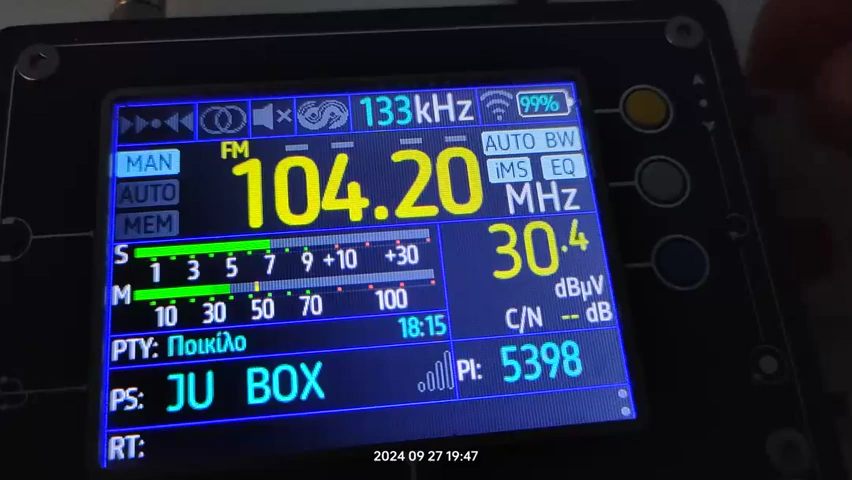 133kHz 99%
FM AUTO BW
MAN 104.20 iMS EQ
AUTO MHz
MEM
S 1 3 5 7 9 +10 +30 30.4
M 10 30 50 70 100 dBµV
C/N -- dB
PTY: Ποικίλο 18:15
PS: JU BOX PI: 5398
RT:
2024 09 27 19:47